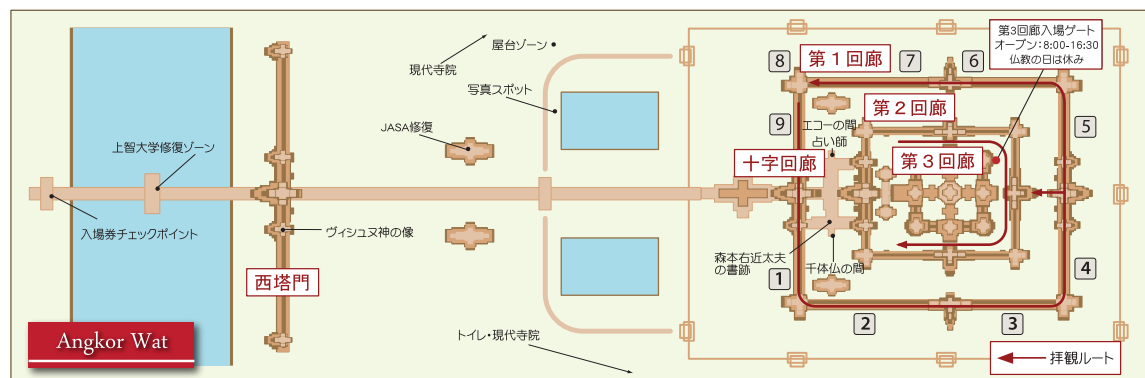 現代寺院
屋台ゾーン
写真スポット
JASA修復
上智大学修復ゾーン
入場券チェックポイント
ヴィシュヌ神の像
西塔門
Angkor Wat
トイレ・現代寺院
第3回廊入場ゲート
オープン:8:00-16:30
仏教の日は休み
8
第1回廊
7
6
第2回廊
9
エコーの間
占い師
5
十字回廊
第3回廊
森本右近太夫
の書跡
千体仏の間
1
4
2
3
拝観ルート